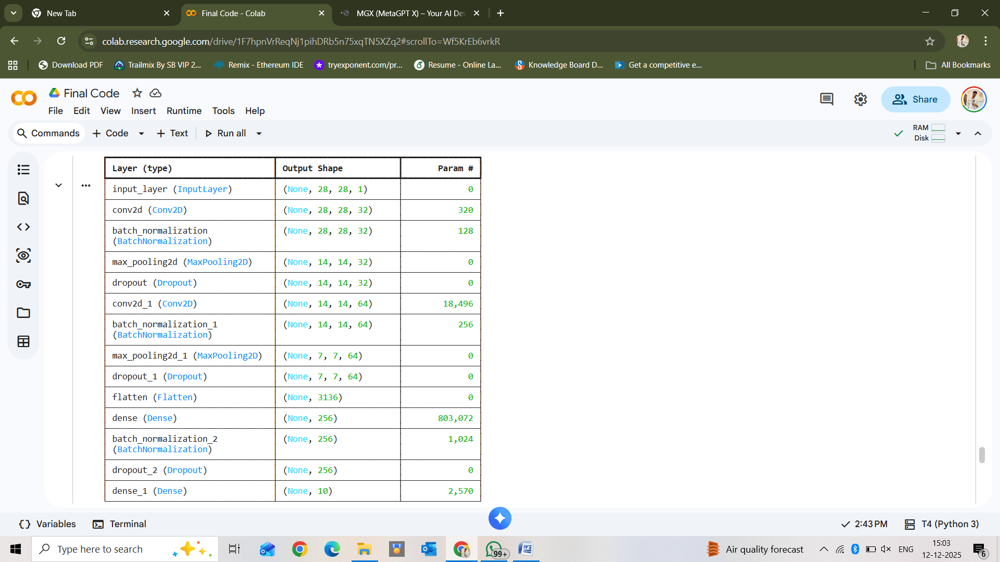 New Tab
Final Code - Colab
MGX (MetaGPT X) – Your AI De
colab.research.google.com/drive/1F7hpnVrReqNj1pihDRb5n75xqTN5XZq2#scrollTo=Wf5KrEb6vrkR
Download PDF
Trailmix By SB VIP 2...
Remix - Ethereum IDE
tryexponent.com/pr...
Resume - Online La...
Knowledge Board D...
Get a competitive e...
All Bookmarks
Final Code
File Edit View Insert Runtime Tools Help
Share
Commands + Code + Text Run all
RAM
Disk
Layer (type) Output Shape Param #
input_layer (InputLayer) (None, 28, 28, 1) 0
conv2d (Conv2D) (None, 28, 28, 32) 320
batch_normalization (None, 28, 28, 32) 128
(BatchNormalization)
max_pooling2d (MaxPooling2D) (None, 14, 14, 32) 0
dropout (Dropout) (None, 14, 14, 32) 0
conv2d_1 (Conv2D) (None, 14, 14, 64) 18,496
batch_normalization_1 (None, 14, 14, 64) 256
(BatchNormalization)
max_pooling2d_1 (MaxPooling2D) (None, 7, 7, 64) 0
dropout_1 (Dropout) (None, 7, 7, 64) 0
flatten (Flatten) (None, 3136) 0
dense (Dense) (None, 256) 803,072
batch_normalization_2 (None, 256) 1,024
(BatchNormalization)
dropout_2 (Dropout) (None, 256) 0
dense_1 (Dense) (None, 10) 2,570
Variables
Terminal
2:43 PM
T4 (Python 3)
Type here to search
99+
Air quality forecast
ENG
15:03
12-12-2025
6